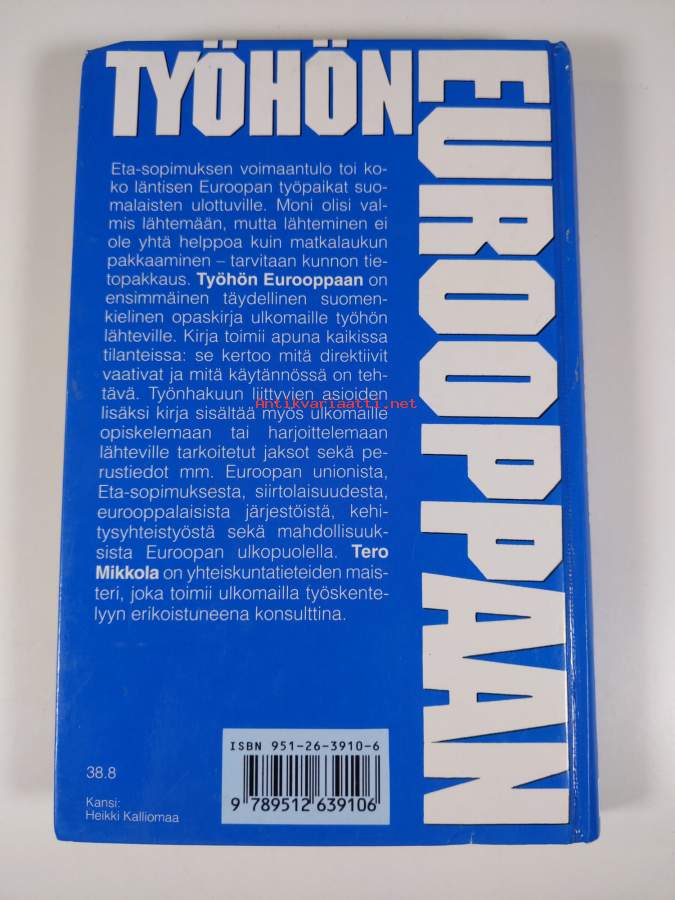 TYÖHÖN
EUROOPPAAN
Eta-sopimuksen voimaantulo toi ko-
ko läntisen Euroopan työpaikat suo-
malaisten ulottuville. Moni olisi val-
mis lähtemään, mutta lähteminen ei
ole yhtä helppoa kuin matkalaukun
pakkaaminen – tarvitaan kunnon tie-
topakkaus. Työhön Eurooppaan on
ensimmäinen täydellinen suomen-
kielinen opaskirja ulkomaille työhön
lähteville. Kirja toimii apuna kaikissa
tilanteissa: se kertoo mitä direktiivit
vaativat ja mitä käytännössä on teh-
tävä. Työnhakuun liittyvien asioiden
lisäksi kirja sisältää myös ulkomaille
opiskelemaan tai harjoittelemaan
lähteville tarkoitetut jaksot sekä pe-
rustiedot mm. Euroopan unionista,
Eta-sopimuksesta, siirtolaisuudesta,
eurooppalaisista järjestöistä, kehi-
tysyhteistyöstä sekä mahdollisuuk-
sista Euroopan ulkopuolella. Tero
Mikkola on yhteiskuntatieteiden mais-
teri, joka toimii ulkomailla työskente-
lyyn erikoistuneena konsulttina.
Antikvariaatti.net
ISBN 951-26-3910-6
9 789512 639106
38.8
Kansi:
Heikki Kalliomaa